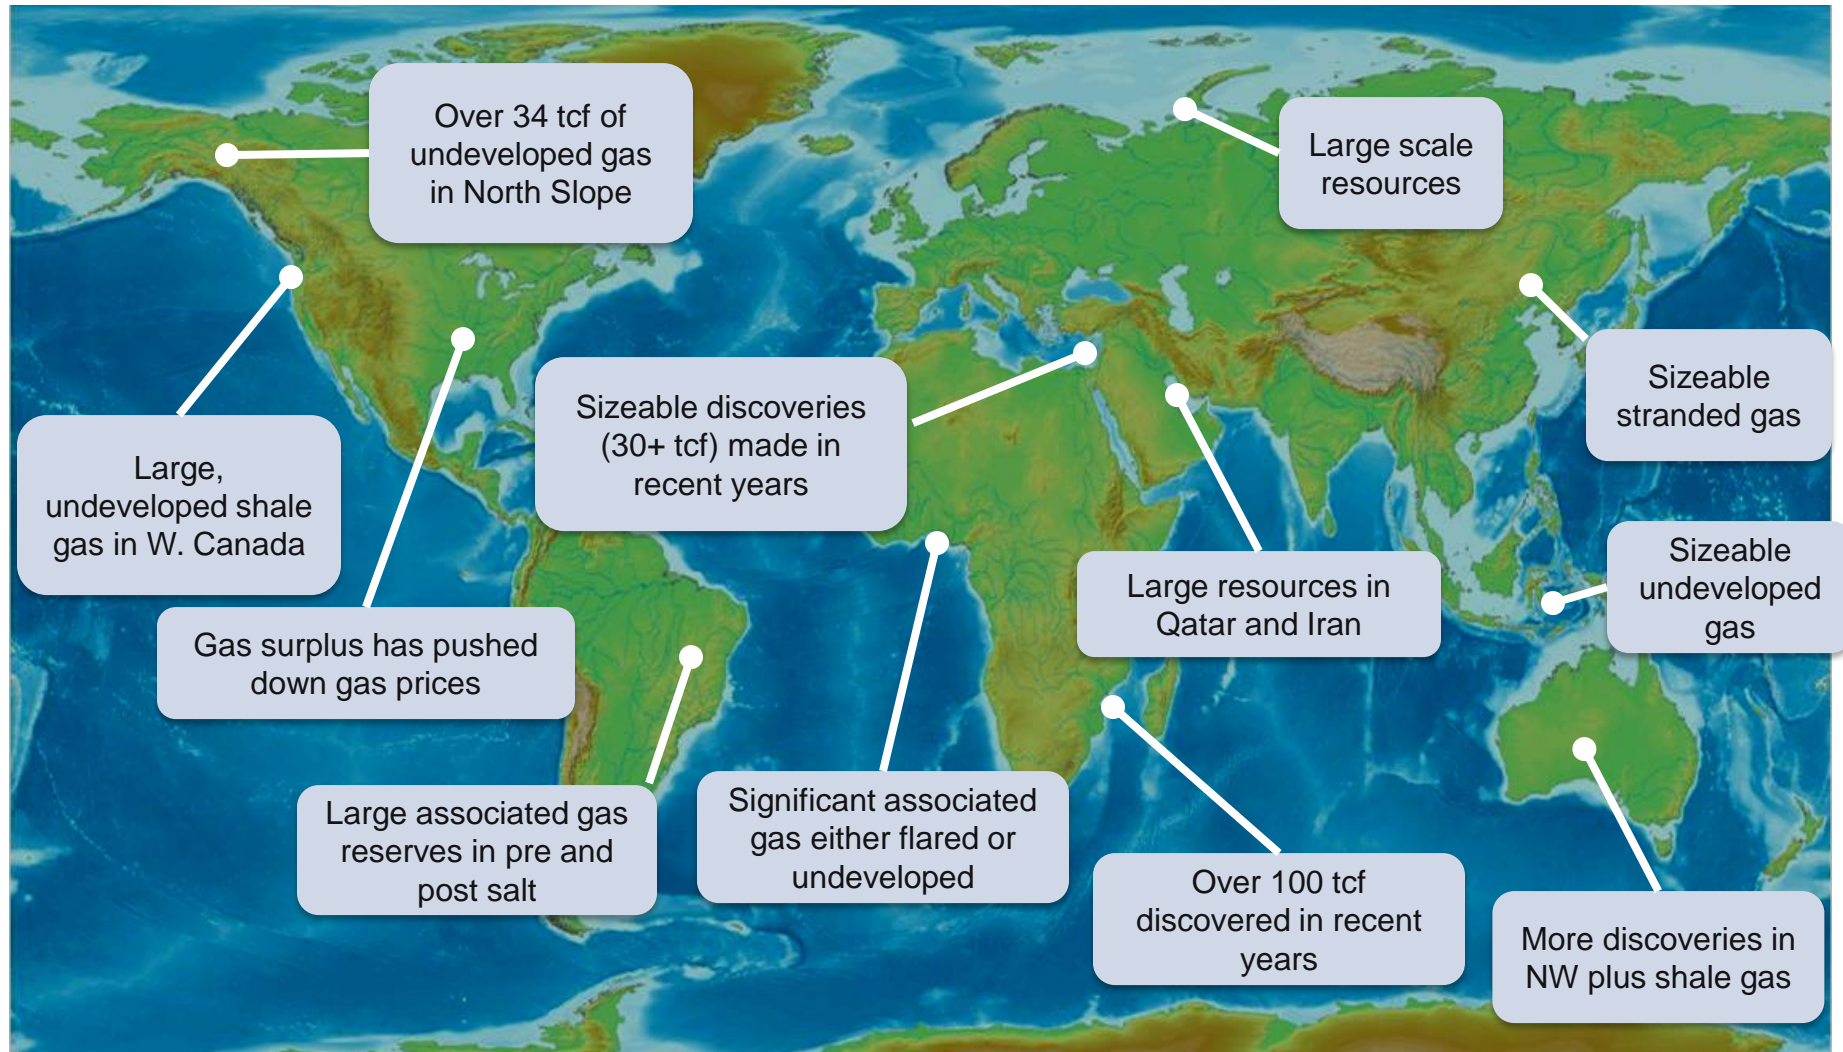 Over 34 tcf of
undeveloped gas
in North Slope
Large scale
resources
Sizeable
stranded gas
Sizeable discoveries
(30+ tcf) made in
recent years
Large,
undeveloped shale
gas in W. Canada
Sizeable
undeveloped
gas
Large resources in
Qatar and Iran
Gas surplus has pushed
down gas prices
Large associated gas
reserves in pre and
post salt
Significant associated
gas either flared or
undeveloped
Over 100 tcf
discovered in recent
years
More discoveries in
NW plus shale gas